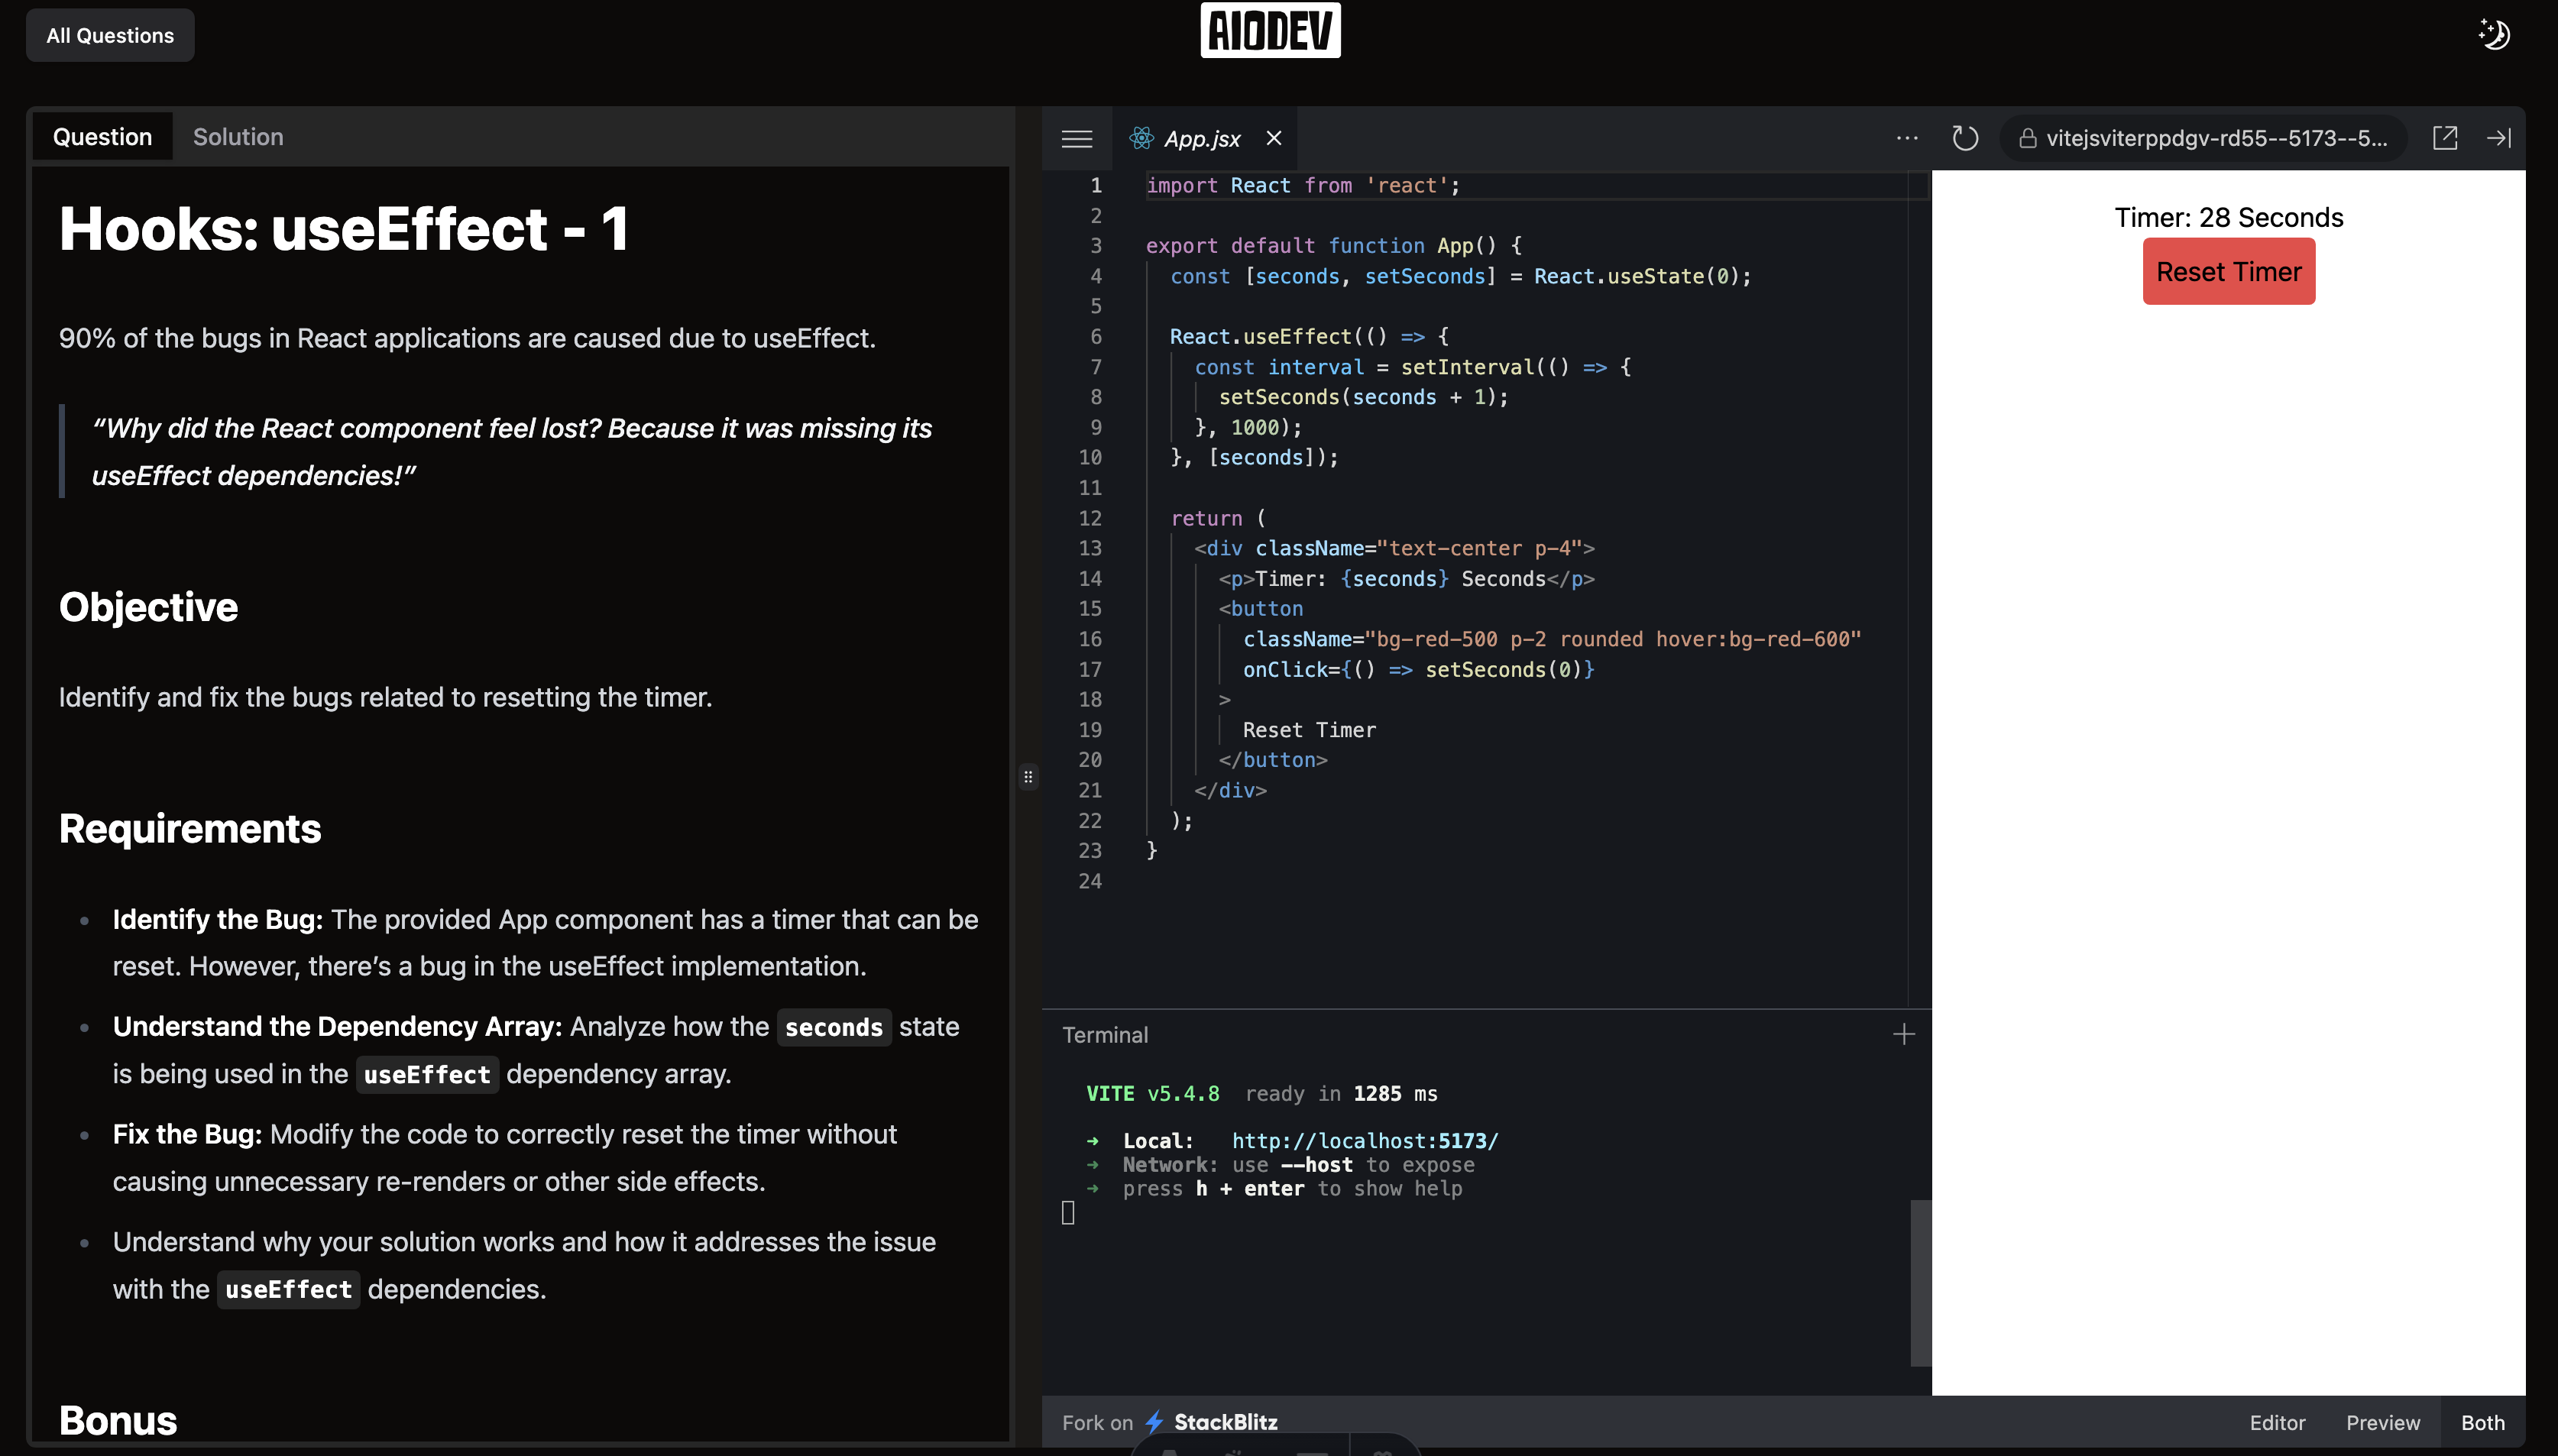 All Questions
AIODEV
Question
Solution
Hooks: useEffect - 1
90% of the bugs in React applications are caused due to useEffect.
“Why did the React component feel lost? Because it was missing its
useEffect dependencies!”
Objective
Identify and fix the bugs related to resetting the timer.
Requirements
Identify the Bug: The provided App component has a timer that can be
reset. However, there’s a bug in the useEffect implementation.
Understand the Dependency Array: Analyze how the seconds state
is being used in the useEffect dependency array.
Fix the Bug: Modify the code to correctly reset the timer without
causing unnecessary re-renders or other side effects.
Understand why your solution works and how it addresses the issue
with the useEffect dependencies.
Bonus
App.jsx
1 import React from 'react';
2
3 export default function App() {
4 const [seconds, setSeconds] = React.useState(0);
5
6 React.useEffect(() => {
7 const interval = setInterval(() => {
8 setSeconds(seconds + 1);
9 }, 1000);
10 }, [seconds]);
11
12 return (
13 <div className="text-center p-4">
14 <p>Timer: {seconds} Seconds</p>
15 <button
16 className="bg-red-500 p-2 rounded hover:bg-red-600"
17 onClick={() => setSeconds(0)}
18 >
19 Reset Timer
20 </button>
21 </div>
22 );
23 }
24
Terminal
VITE v5.4.8 ready in 1285 ms
➜ Local: http://localhost:5173/
➜ Network: use --host to expose
➜ press h + enter to show help
Fork on StackBlitz
vitejsviterppdgv-rd55--5173--5...
Timer: 28 Seconds
Reset Timer
Editor
Preview
Both